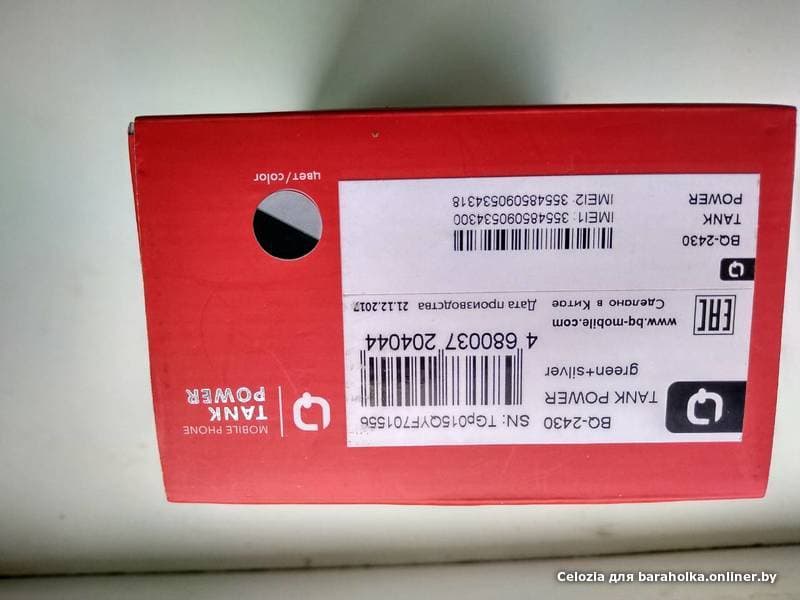 BQ-2430 SN: TGp015QYF701556
TANK POWER
green+silver
4 680037 204044
www.bq-mobile.com
Сделано в Китае Дата производства 21.12.2017
EAC
BQ-2430
TANK
POWER
IMEI1: 355485090534300
IMEI2: 355485090534318
MOBILE PHONE
TANK
POWER
цвет/color
Celozia для baraholka.onliner.by